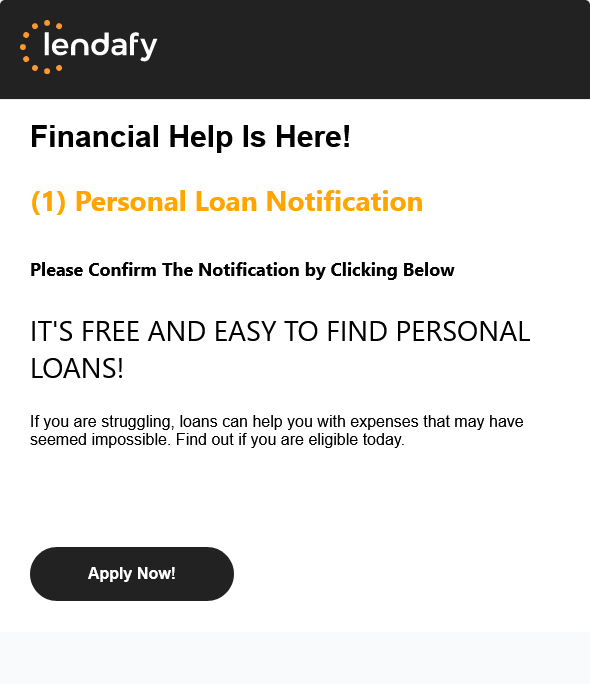 lendafy
Financial Help Is Here!
(1) Personal Loan Notification
Please Confirm The Notification by Clicking Below
IT'S FREE AND EASY TO FIND PERSONAL
LOANS!
If you are struggling, loans can help you with expenses that may have
seemed impossible. Find out if you are eligible today.
Apply Now!